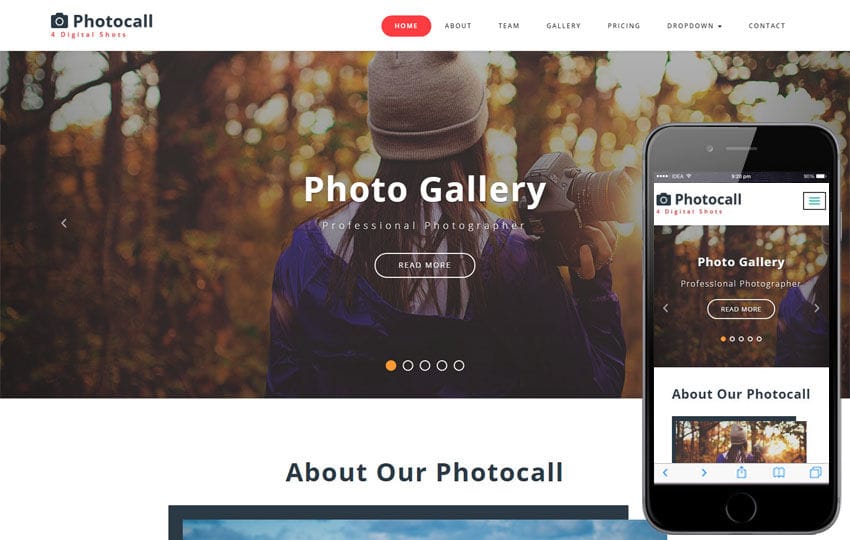 Photocall
4 Digital Shots
HOME ABOUT TEAM GALLERY PRICING DROPDOWN CONTACT
Photo Gallery
Professional Photographer
READ MORE
About Our Photocall
IDEA 9:20 pm 90%
Photocall
4 Digital Shots
Photo Gallery
Professional Photographer
READ MORE
About Our Photocall